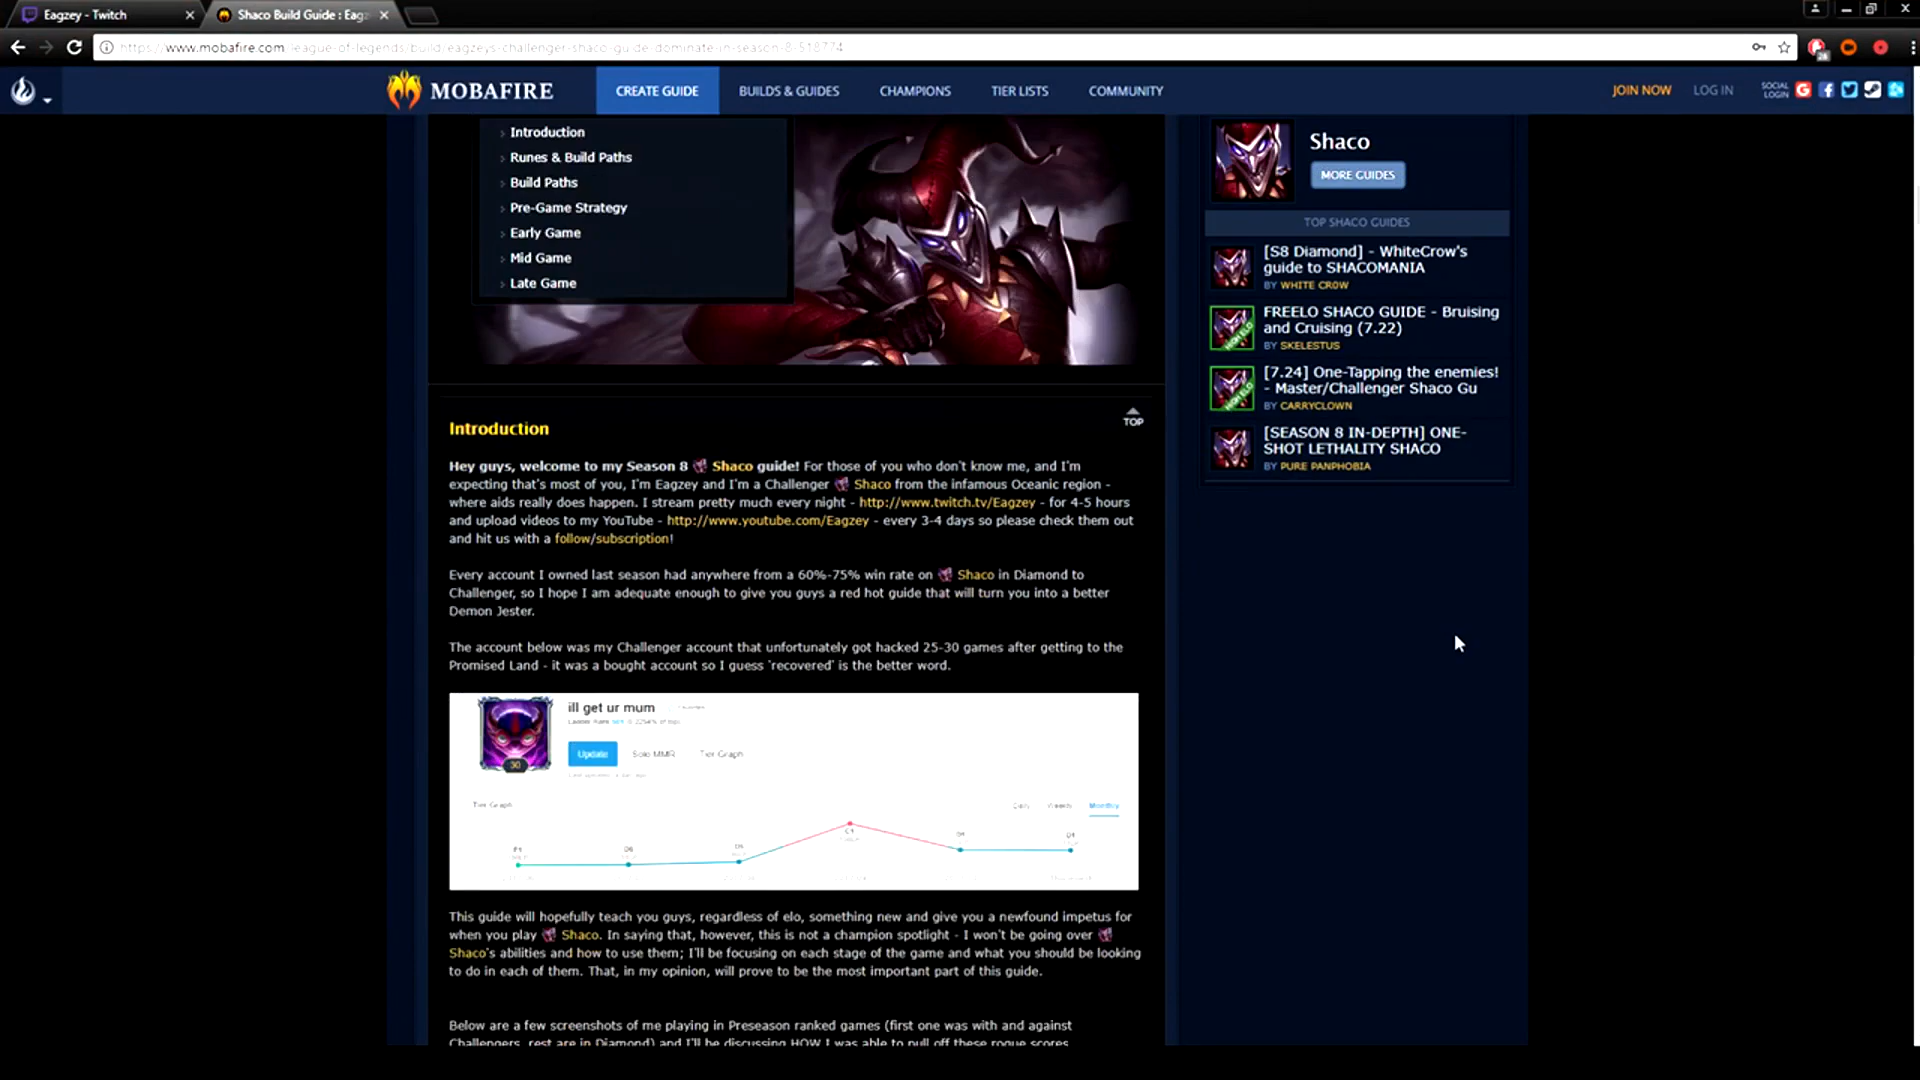 Eagzey - Twitch
Shaco Build Guide : Eag
https://www.mobafire.com/league-of-legends/build/eagzeys-challenger-shaco-guide-dominate-in-season-8-518774
MOBAFIRE
CREATE GUIDE
BUILDS & GUIDES
CHAMPIONS
TIER LISTS
COMMUNITY
JOIN NOW
LOG IN
SOCIAL
LOGIN
Introduction
Runes & Build Paths
Build Paths
Pre-Game Strategy
Early Game
Mid Game
Late Game
Shaco
MORE GUIDES
TOP SHACO GUIDES
[S8 Diamond] - WhiteCrow's
guide to SHACOMANIA
BY WHITE CR0W
FREELO SHACO GUIDE - Bruising
and Cruising (7.22)
BY SKELESTUS
[7.24] One-Tapping the enemies!
- Master/Challenger Shaco Gu
BY CARRYCLOWN
[SEASON 8 IN-DEPTH] ONE-
SHOT LETHALITY SHACO
BY PURE PANPHOBIA
TOP
Introduction
Hey guys, welcome to my Season 8 Shaco guide! For those of you who don't know me, and I'm
expecting that's most of you, I'm Eagzey and I'm a Challenger Shaco from the infamous Oceanic region -
where aids really does happen. I stream pretty much every night - http://www.twitch.tv/Eagzey - for 4-5 hours
and upload videos to my YouTube - http://www.youtube.com/Eagzey - every 3-4 days so please check them out
and hit us with a follow/subscription!
Every account I owned last season had anywhere from a 60%-75% win rate on Shaco in Diamond to
Challenger, so I hope I am adequate enough to give you guys a red hot guide that will turn you into a better
Demon Jester.
The account below was my Challenger account that unfortunately got hacked 25-30 games after getting to the
Promised Land - it was a bought account so I guess 'recovered' is the better word.
ill get ur mum
30
Update
Solo MMR
Tier Graph
Tier Graph
Daily
Weekly
Monthly
This guide will hopefully teach you guys, regardless of elo, something new and give you a newfound impetus for
when you play Shaco. In saying that, however, this is not a champion spotlight - I won't be going over
Shaco's abilities and how to use them; I'll be focusing on each stage of the game and what you should be looking
to do in each of them. That, in my opinion, will prove to be the most important part of this guide.
Below are a few screenshots of me playing in Preseason ranked games (first one was with and against
Challengers, rest are in Diamond) and I'll be discussing HOW I was able to pull off these rogue scores